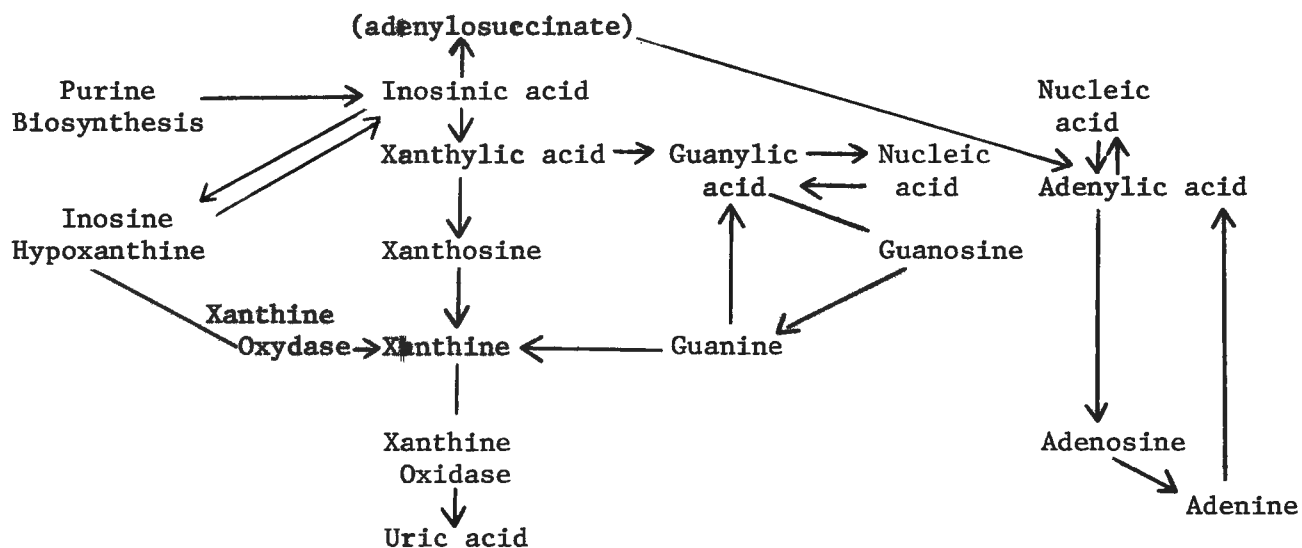 (adenylosuccinate)
Purine
Biosynthesis
Inosinic acid
Nucleic
acid
Xanthylic acid
Guanylic
acid
Nucleic
acid
Adenylic acid
Inosine
Hypoxanthine
Xanthosine
Guanosine
Xanthine
Oxydase
Xanthine
Guanine
Xanthine
Oxidase
Adenosine
Adenine
Uric acid